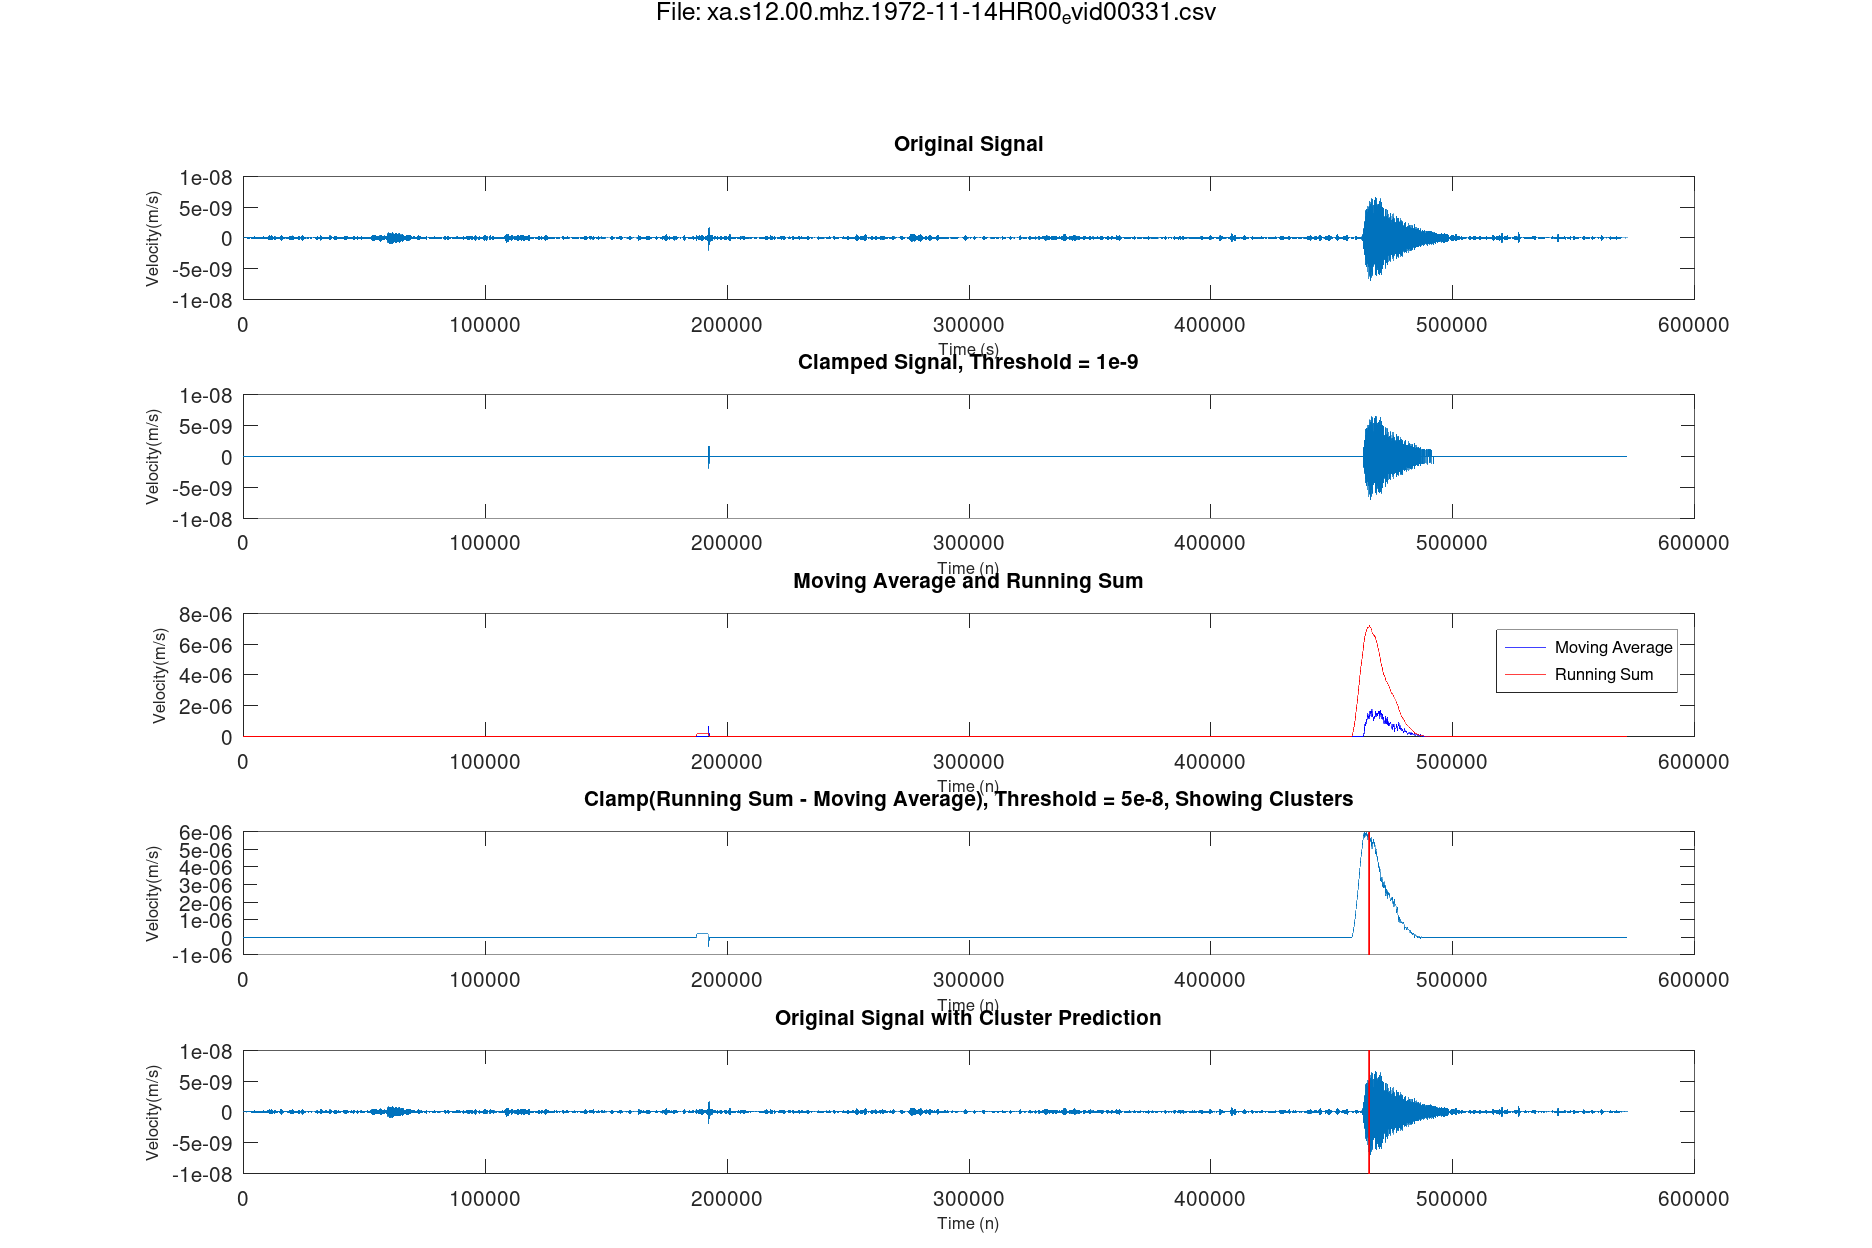 File: xa.s12.00.mhz.1972-11-14HR00ₑvid00331.csv
Original Signal
Velocity(m/s)
1e-08
5e-09
0
-5e-09
-1e-08
0 100000 200000 300000 400000 500000 600000
Time (s)
Clamped Signal, Threshold = 1e-9
Velocity(m/s)
1e-08
5e-09
0
-5e-09
-1e-08
0 100000 200000 300000 400000 500000 600000
Time (n)
Moving Average and Running Sum
Velocity(m/s)
8e-06
6e-06
4e-06
2e-06
0
Moving Average
Running Sum
0 100000 200000 300000 400000 500000 600000
Time (n)
Clamp(Running Sum - Moving Average), Threshold = 5e-8, Showing Clusters
Velocity(m/s)
6e-06
5e-06
4e-06
3e-06
2e-06
1e-06
0
-1e-06
0 100000 200000 300000 400000 500000 600000
Time (n)
Original Signal with Cluster Prediction
Velocity(m/s)
1e-08
5e-09
0
-5e-09
-1e-08
0 100000 200000 300000 400000 500000 600000
Time (n)